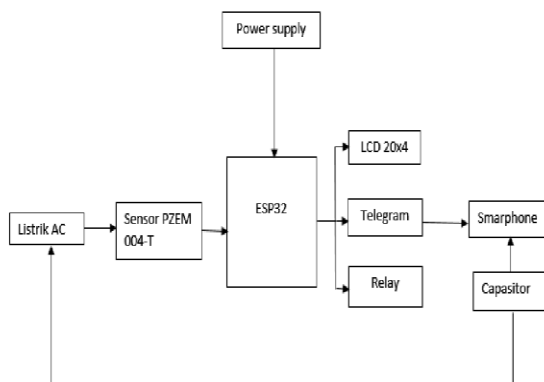 Power supply
LCD 20x4
ESP32
Sensor PZEM
004-T
Listrik AC
Telegram
Smarphone
Relay
Capasitor